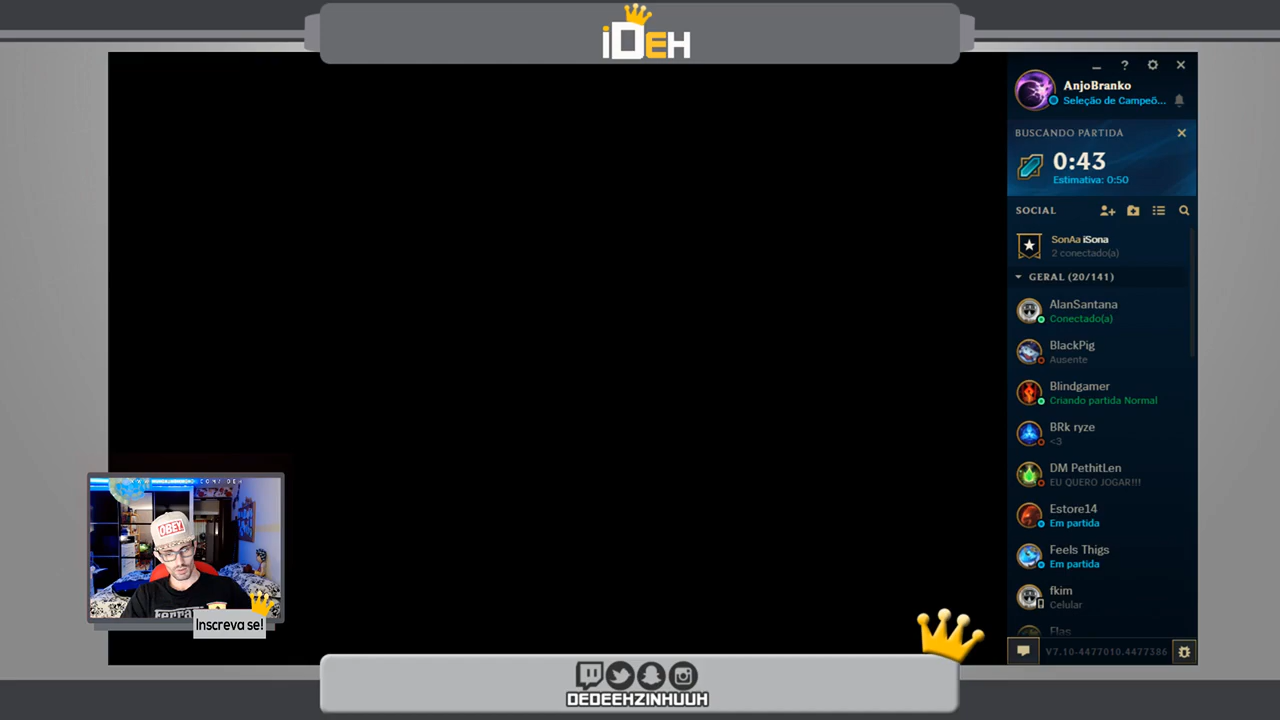 iDEH
AnjoBranko
Seleção de Campeõ...
BUSCANDO PARTIDA
0:43
Estimativa: 0:50
SOCIAL
SonAa iSona
2 conectado(a)
GERAL (20/141)
AlanSantana
Conectado(a)
BlackPig
Ausente
Blindgamer
Criando partida Normal
BRk ryze
<3
DM PethitLen
EU QUERO JOGAR!!!
Estore14
Em partida
Feels Thigs
Em partida
fkim
Celular
Elas
V7.10-4477010.4477386
OBEY
Inscreva se!
DEDEEHZINHUUH